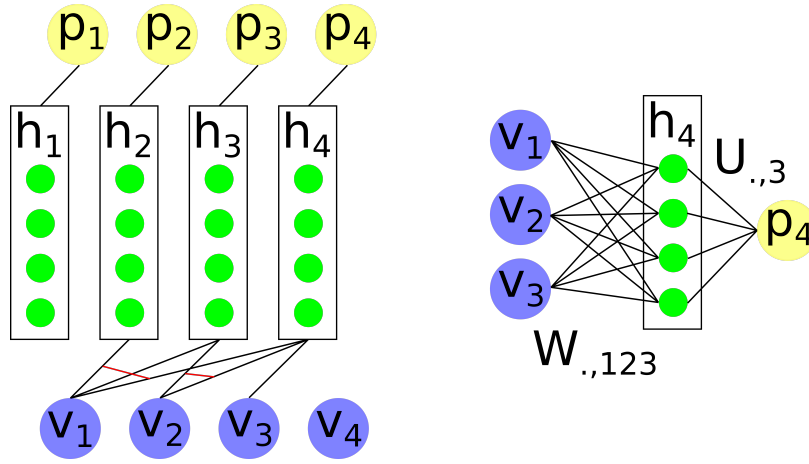 p₁ p₂ p₃ p₄
h₁ h₂ h₃ h₄
v₁ v₂ v₃ v₄
v₁
v₂
v₃
h₄
U.,₃
p₄
W.,₁₂₃